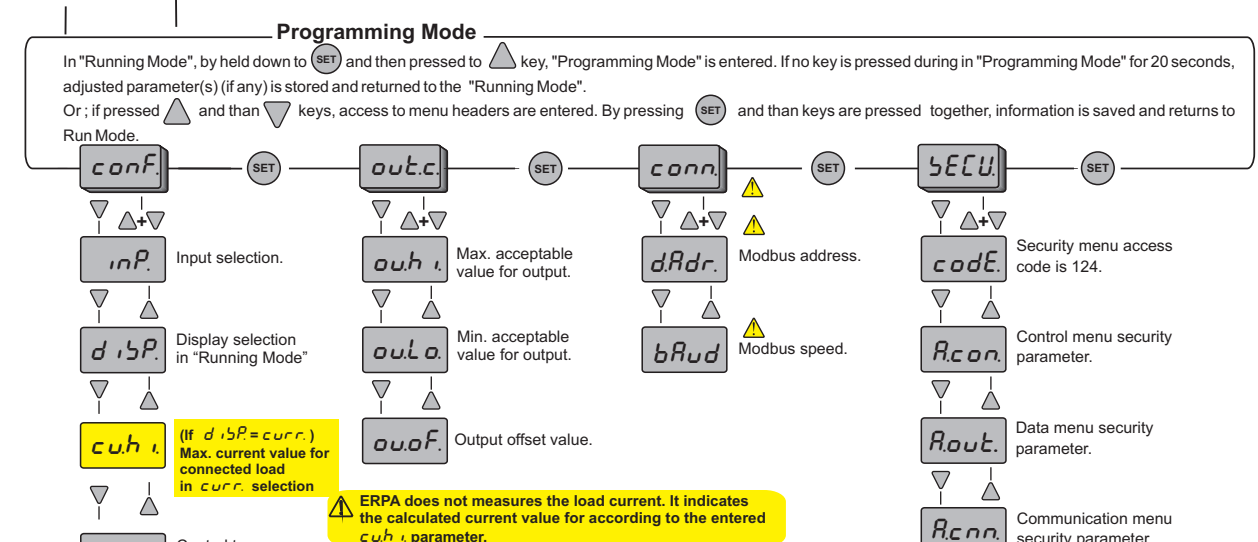 Programming Mode
In "Running Mode", by held down to SET and then pressed to key, "Programming Mode" is entered. If no key is pressed during in "Programming Mode" for 20 seconds,
adjusted parameter(s) (if any) is stored and returned to the "Running Mode".
Or ; if pressed and than keys, access to menu headers are entered. By pressing SET and than keys are pressed together, information is saved and returns to
Run Mode.
conF. SET out.c. SET conn. SET SECU. SET
+ + + +
inP. Input selection.
ou.hi. Max. acceptable
value for output.
d.Adr. Modbus address.
codE. Security menu access
code is 124.
diSP. Display selection
in “Running Mode”
ou.Lo. Min. acceptable
value for output.
bAud Modbus speed.
A.con. Control menu security
parameter.
cu.hi. (If diSP. = curr. )
Max. current value for
connected load
in curr. selection
ou.oF. Output offset value.
A.out. Data menu security
parameter.
ERPA does not measures the load current. It indicates
the calculated current value for according to the entered
cu.hi. parameter.
A.cnn. Communication menu
security parameter